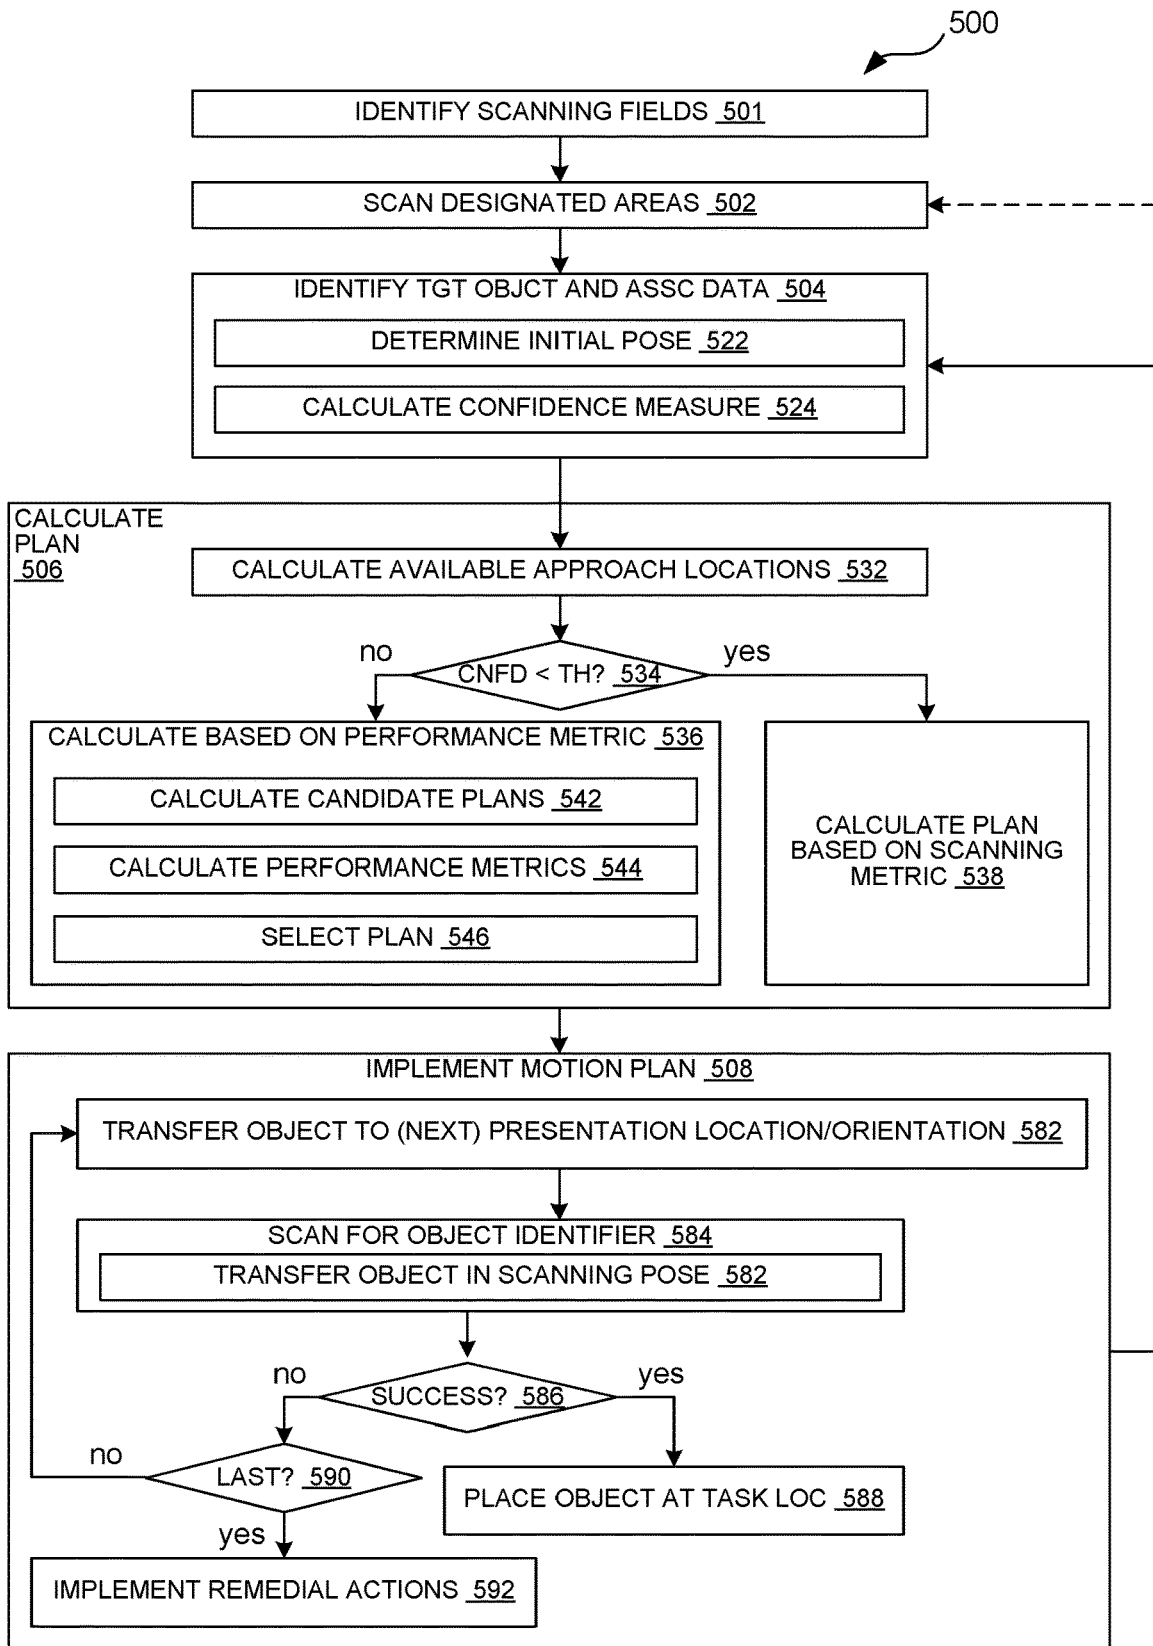 500
IDENTIFY SCANNING FIELDS 501
SCAN DESIGNATED AREAS 502
IDENTIFY TGT OBJCT AND ASSC DATA 504
DETERMINE INITIAL POSE 522
CALCULATE CONFIDENCE MEASURE 524
CALCULATE
PLAN
506
CALCULATE AVAILABLE APPROACH LOCATIONS 532
no
CNFD < TH? 534
yes
CALCULATE BASED ON PERFORMANCE METRIC 536
CALCULATE CANDIDATE PLANS 542
CALCULATE PERFORMANCE METRICS 544
SELECT PLAN 546
CALCULATE PLAN
BASED ON SCANNING
METRIC 538
IMPLEMENT MOTION PLAN 508
TRANSFER OBJECT TO (NEXT) PRESENTATION LOCATION/ORIENTATION 582
SCAN FOR OBJECT IDENTIFIER 584
TRANSFER OBJECT IN SCANNING POSE 582
no
SUCCESS? 586
yes
no
LAST? 590
PLACE OBJECT AT TASK LOC 588
yes
IMPLEMENT REMEDIAL ACTIONS 592